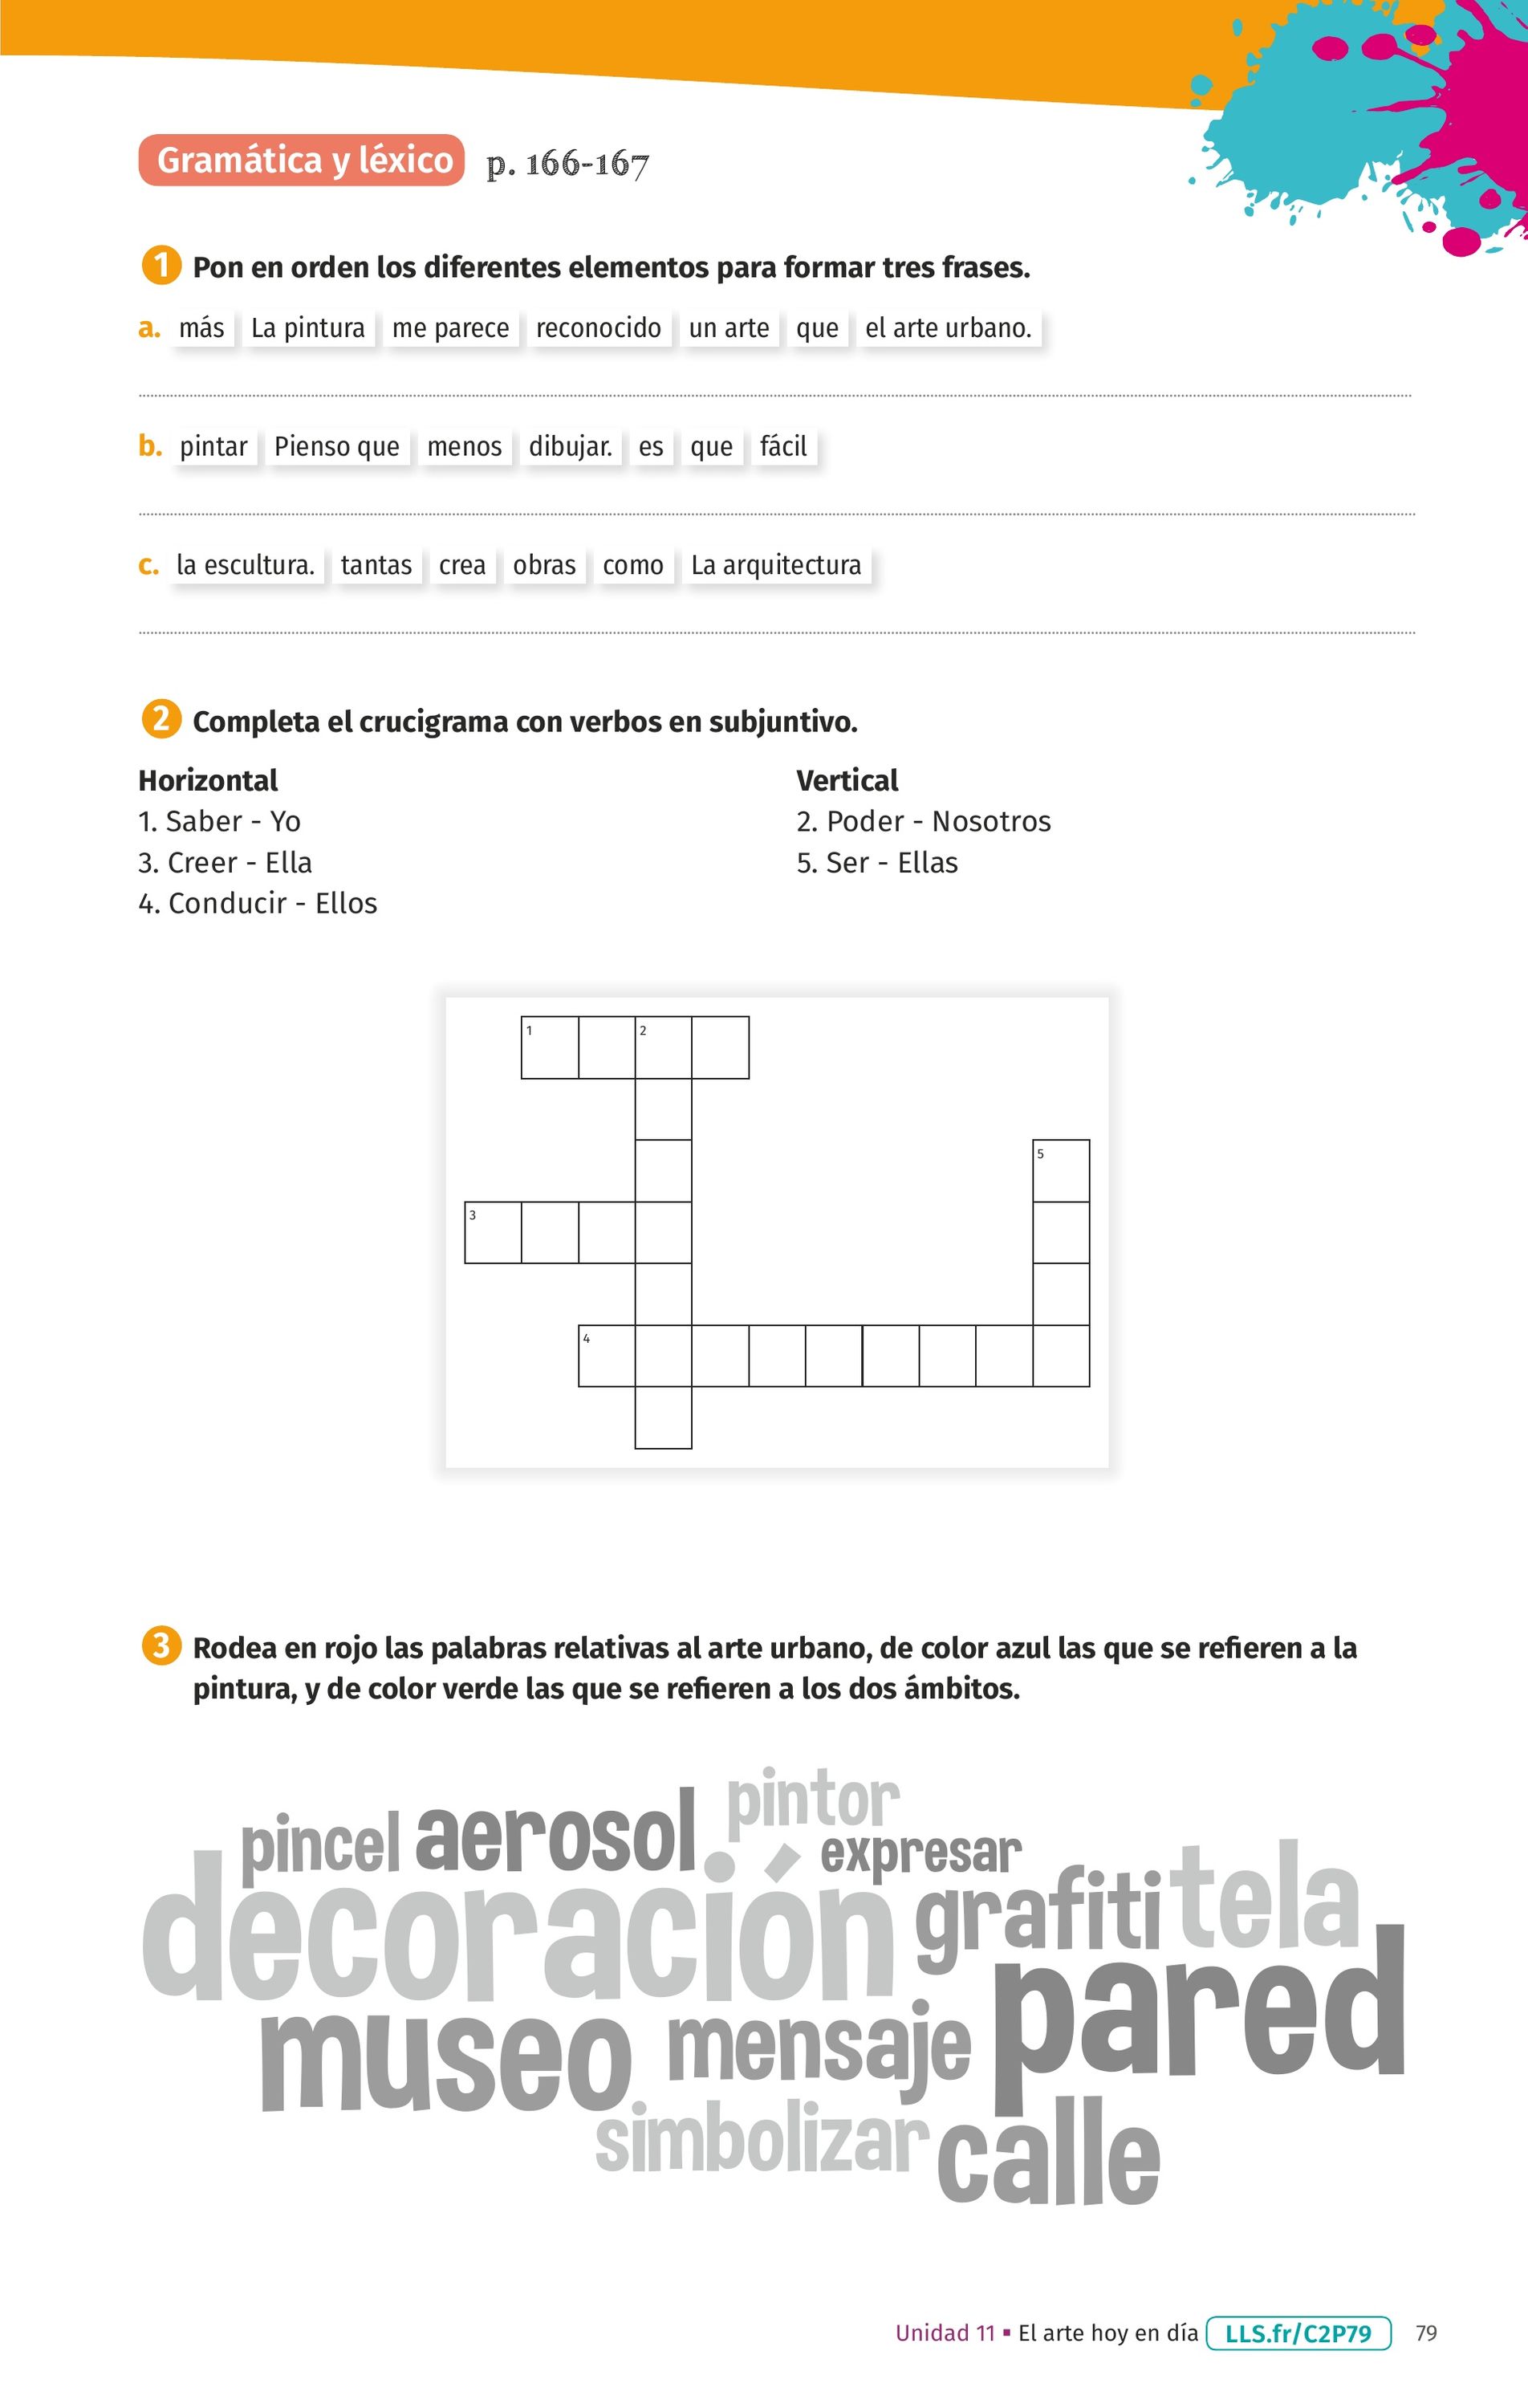 Gramática y léxico p. 166-167
1 Pon en orden los diferentes elementos para formar tres frases.
a. más La pintura me parece reconocido un arte que el arte urbano.
b. pintar Pienso que menos dibujar. es que fácil
c. la escultura. tantas crea obras como La arquitectura
2 Completa el crucigrama con verbos en subjuntivo.
Horizontal
1. Saber - Yo
3. Creer - Ella
4. Conducir - Ellos
Vertical
2. Poder - Nosotros
5. Ser - Ellas
1 2
5
3
4
3 Rodea en rojo las palabras relativas al arte urbano, de color azul las que se refieren a la
pintura, y de color verde las que se refieren a los dos ámbitos.
pintor
pincel aerosol
expresar
decoración grafiti tela
museo mensaje pared
simbolizar calle
Unidad 11 ▪ El arte hoy en día LLS.fr/C2P79 79